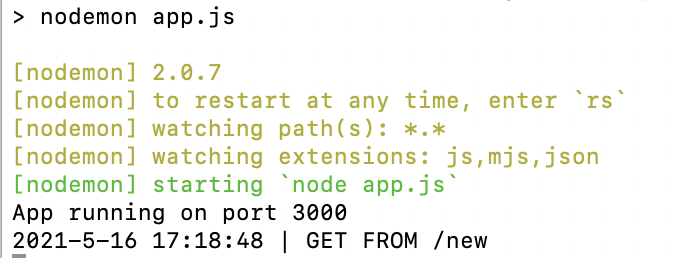 > nodemon app.js
[nodemon] 2.0.7
[nodemon] to restart at any time, enter `rs`
[nodemon] watching path(s): *.*
[nodemon] watching extensions: js,mjs,json
[nodemon] starting `node app.js`
App running on port 3000
2021-5-16 17:18:48 | GET FROM /new